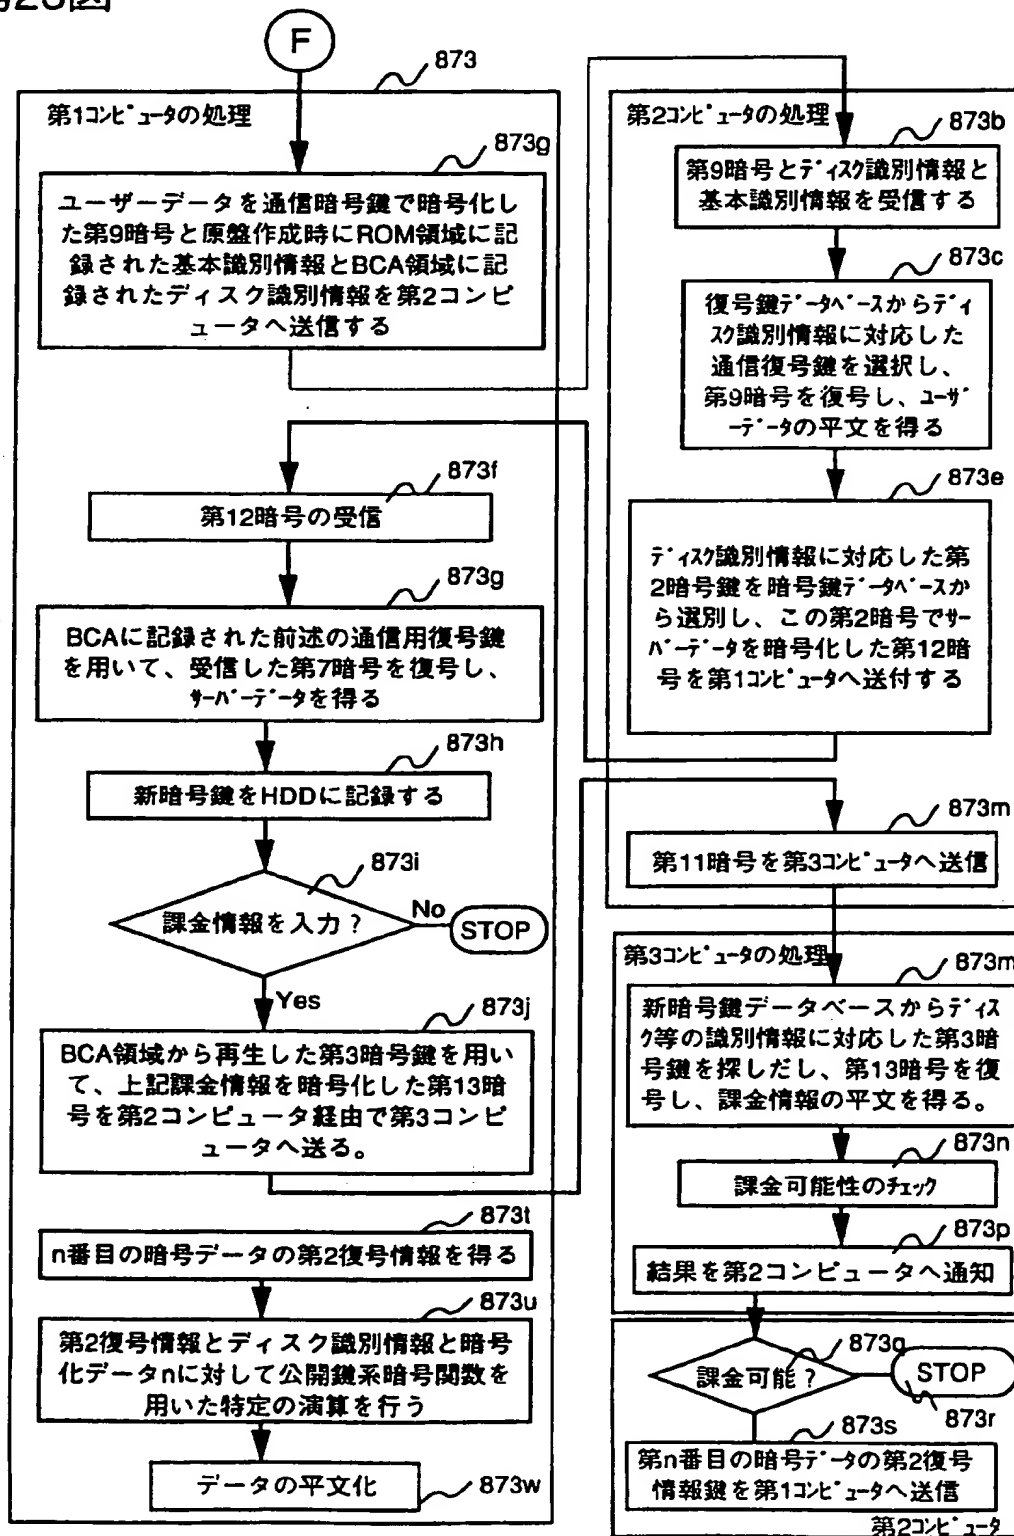 第23図
F
873
第1ｺﾝﾋﾟｭｰﾀの処理
873g
ユーザーデータを通信暗号鍵で暗号化し
た第9暗号と原盤作成時にROM領域に記
録された基本識別情報とBCA領域に記
録されたディスク識別情報を第2コンピ
ュータへ送信する
873f
第12暗号の受信
873g
BCAに記録された前述の通信用復号鍵
を用いて、受信した第7暗号を復号し、
ｻｰﾊﾞｰﾃﾞｰﾀを得る
873h
新暗号鍵をHDDに記録する
873i
課金情報を入力？
No
STOP
Yes
873j
BCA領域から再生した第3暗号鍵を用い
て、上記課金情報を暗号化した第13暗
号を第2コンピュータ経由で第3コンピ
ュータへ送る。
873t
n番目の暗号データの第2復号情報を得る
873u
第2復号情報とディスク識別情報と暗号
化データnに対して公開鍵系暗号関数を
用いた特定の演算を行う
データの平文化
873w
第2ｺﾝﾋﾟｭｰﾀの処理
873b
第9暗号とﾃﾞｨｽｸ識別情報と
基本識別情報を受信する
873c
復号鍵ﾃﾞｰﾀﾍﾞｰｽからﾃﾞｨ
ｽｸ識別情報に対応した
通信復号鍵を選択し、
第9暗号を復号し、ﾕｰｻﾞ
ｰﾃﾞｰﾀの平文を得る
873e
ﾃﾞｨｽｸ識別情報に対応した第
2暗号鍵を暗号鍵ﾃﾞｰﾀﾍﾞｰｽか
ら選別し、この第2暗号でｻｰ
ﾊﾞｰﾃﾞｰﾀを暗号化した第12暗
号を第1ｺﾝﾋﾟｭｰﾀへ送付する
873m
第11暗号を第3ｺﾝﾋﾟｭｰﾀへ送信
第3ｺﾝﾋﾟｭｰﾀの処理
873m
新暗号鍵データベースからﾃﾞｨｽ
ｸ等の識別情報に対応した第3暗
号鍵を探しだし、第13暗号を復
号し、課金情報の平文を得る。
873n
課金可能性のﾁｪｯｸ
873p
結果を第2コンピュータへ通知
873q
課金可能？
STOP
873r
873s
第n番目の暗号ﾃﾞｰﾀの第2復号
情報鍵を第1ｺﾝﾋﾟｭｰﾀへ送信
第2ｺﾝﾋﾟｭｰﾀ